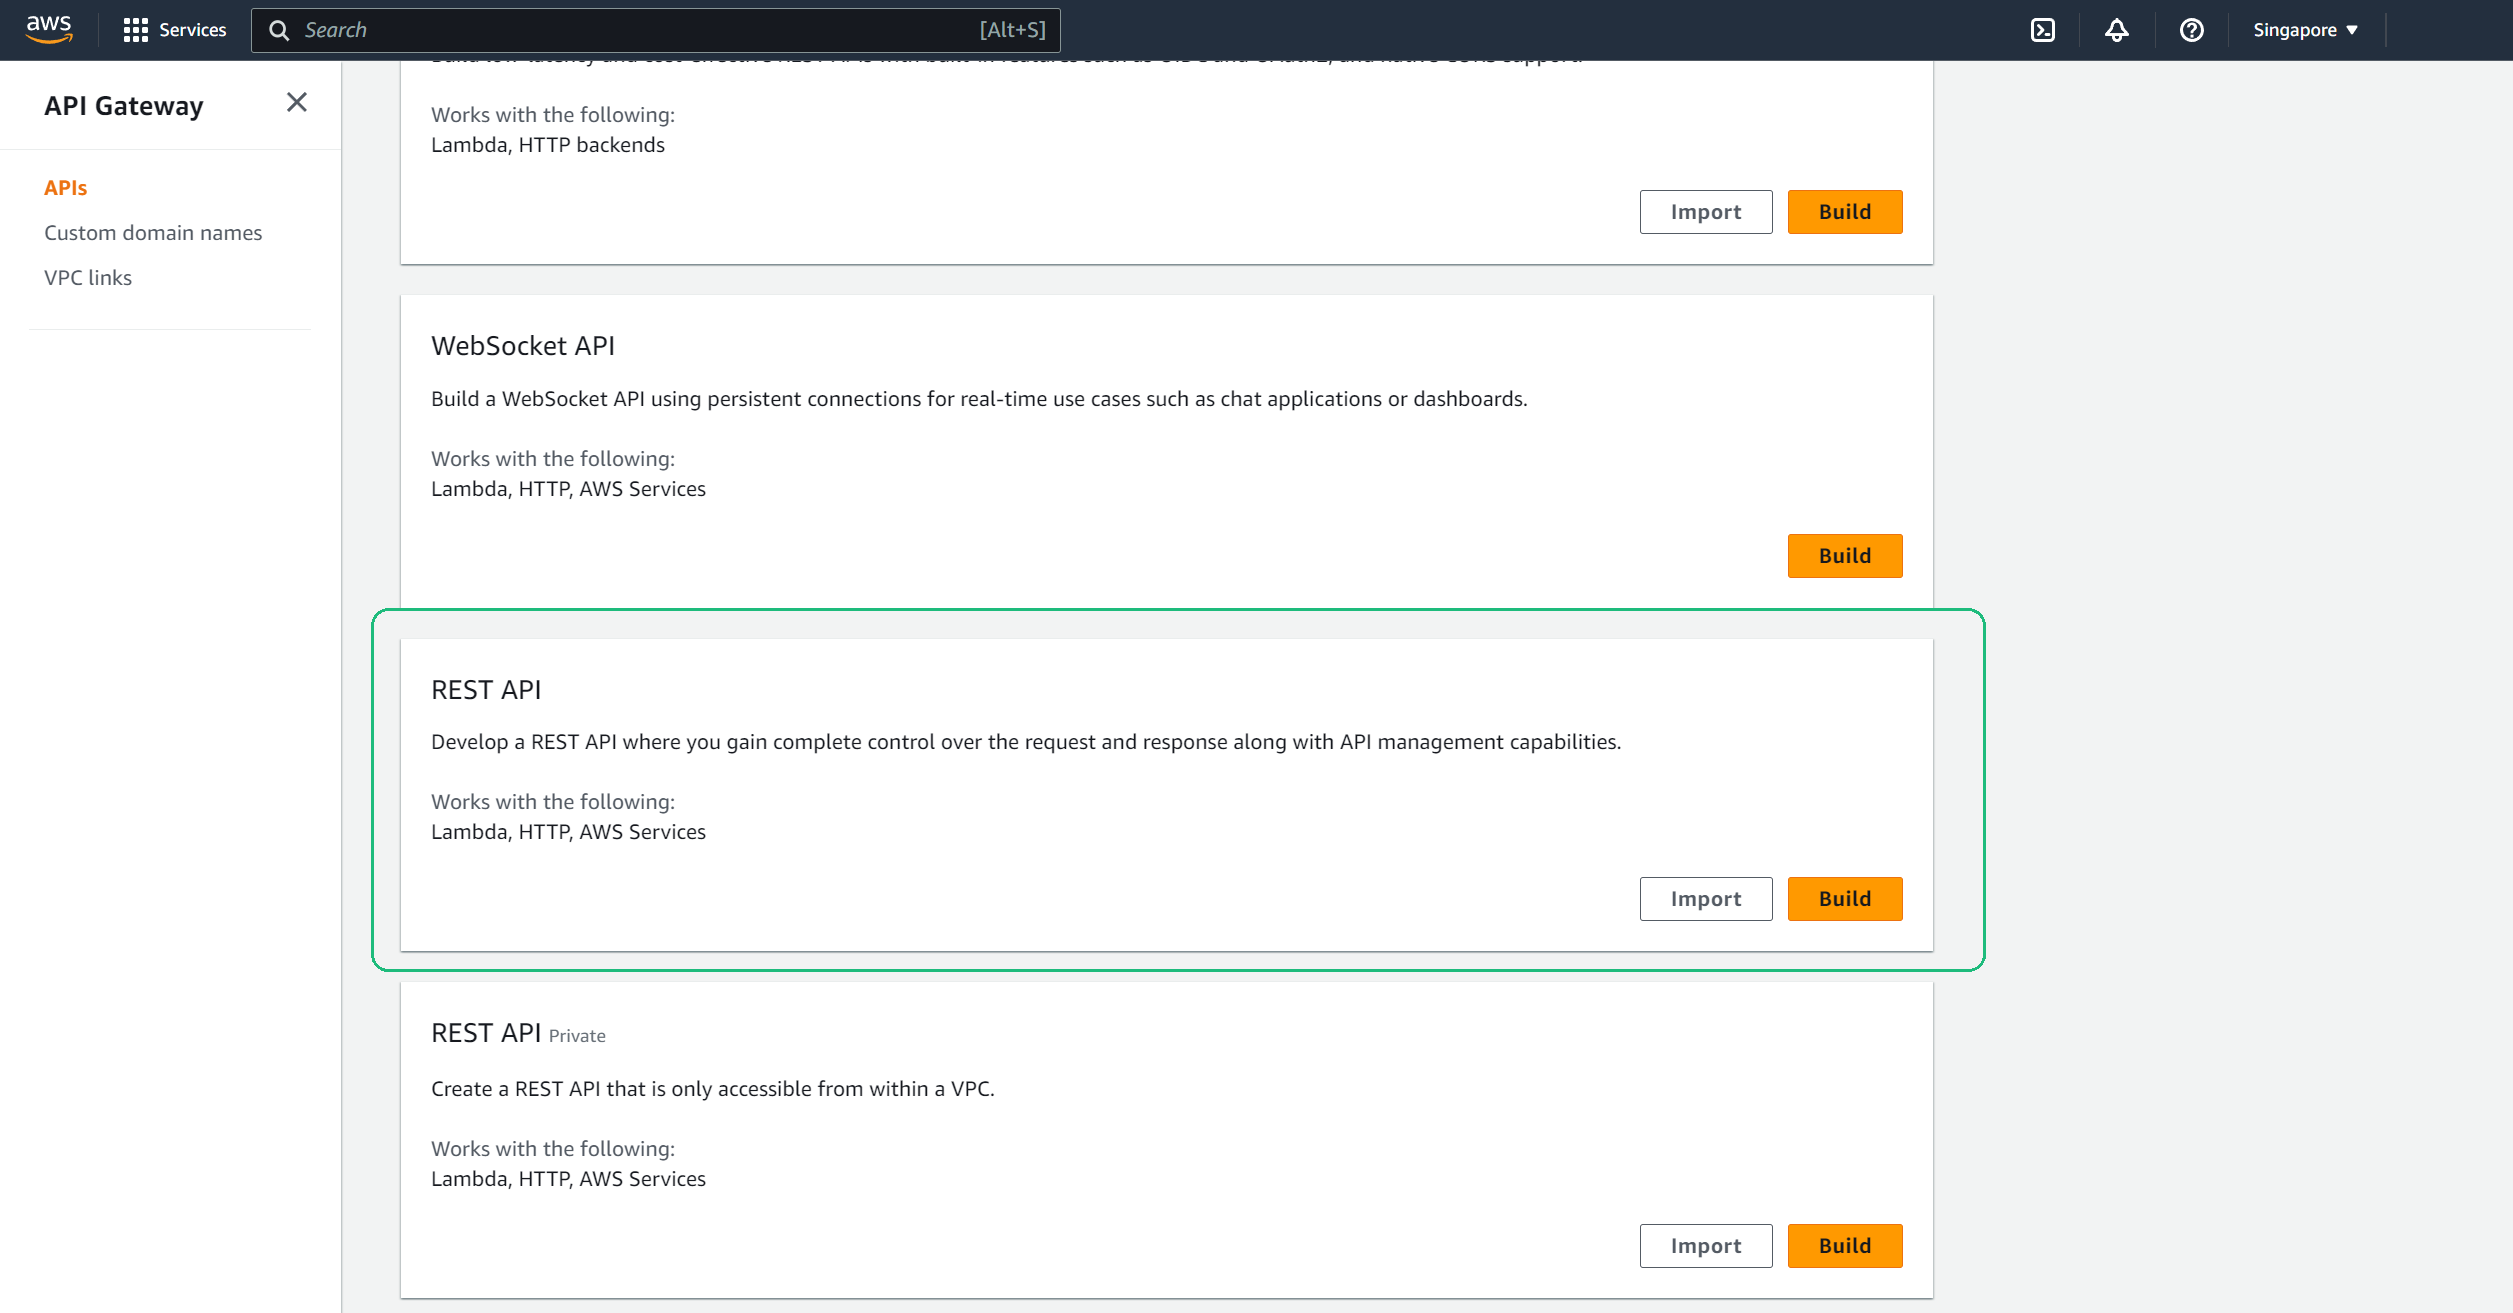 aws
Services
Search
[Alt+S]
Singapore
API Gateway
APIs
Custom domain names
VPC links
Works with the following:
Lambda, HTTP backends
Import
Build
WebSocket API
Build a WebSocket API using persistent connections for real-time use cases such as chat applications or dashboards.
Works with the following:
Lambda, HTTP, AWS Services
Build
REST API
Develop a REST API where you gain complete control over the request and response along with API management capabilities.
Works with the following:
Lambda, HTTP, AWS Services
Import
Build
REST API Private
Create a REST API that is only accessible from within a VPC.
Works with the following:
Lambda, HTTP, AWS Services
Import
Build